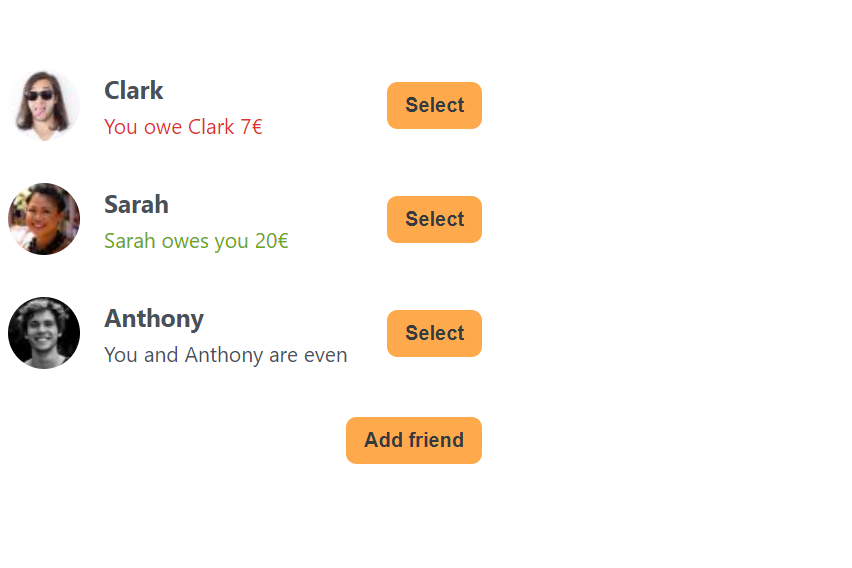 Clark
You owe Clark 7€
Select
Sarah
Sarah owes you 20€
Select
Anthony
You and Anthony are even
Select
Add friend